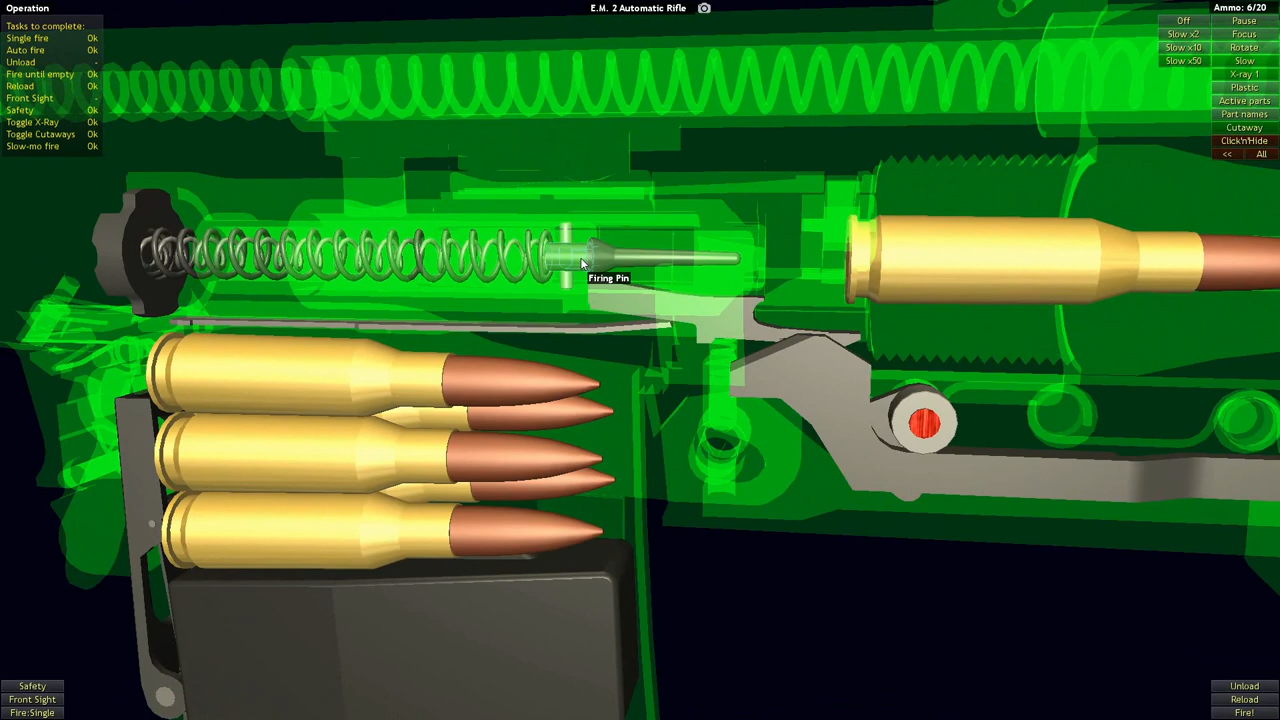 Operation
E.M. 2 Automatic Rifle
Ammo: 6/20
Tasks to complete:
Single fire Ok
Auto fire Ok
Unload -
Fire until empty Ok
Reload Ok
Front Sight -
Safety Ok
Toggle X-Ray Ok
Toggle Cutaways Ok
Slow-mo fire Ok
Off
Slow x2
Slow x10
Slow x50
Pause
Focus
Rotate
Slow
X-ray 1
Plastic
Active parts
Part names
Cutaway
Click'n'Hide
<< All
Firing Pin
Safety
Front Sight
Fire:Single
Unload
Reload
Fire!